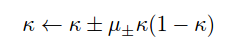 κ ← κ ± μ±κ(1 − κ)